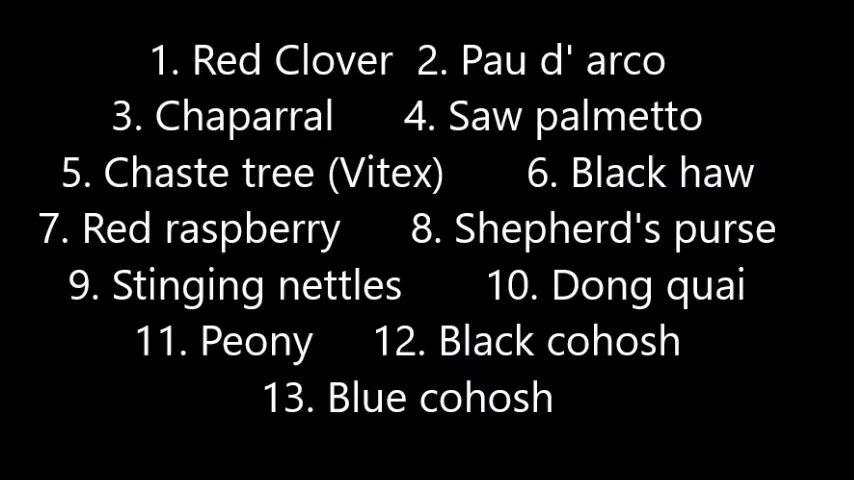 1. Red Clover 2. Pau d' arco
3. Chaparral 4. Saw palmetto
5. Chaste tree (Vitex) 6. Black haw
7. Red raspberry 8. Shepherd's purse
9. Stinging nettles 10. Dong quai
11. Peony 12. Black cohosh
13. Blue cohosh